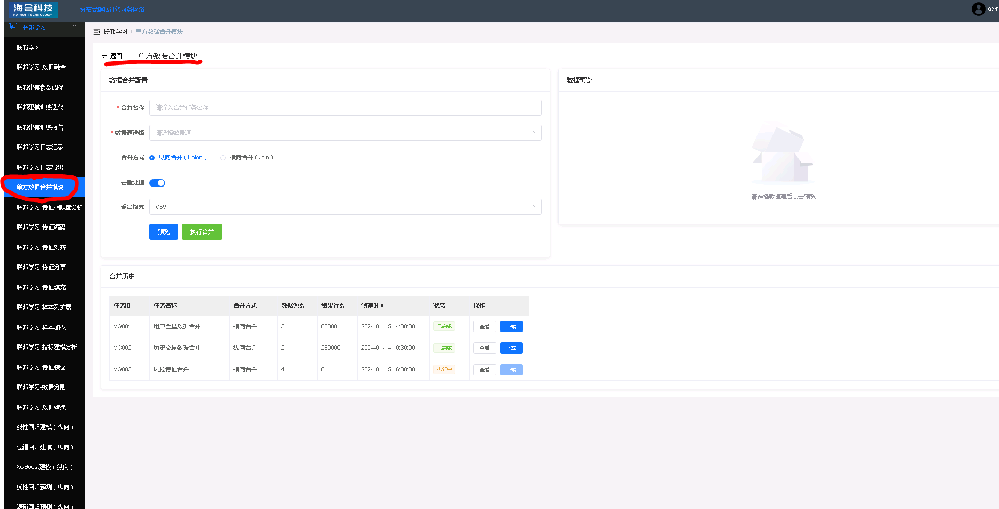 海会科技
HAIHUI TECHNOLOGY
分布式隐私计算服务网络
adm
联邦学习
联邦学习
联邦学习-数据融合
联邦建模参数调优
联邦建模训练迭代
联邦建模训练报告
联邦学习日志记录
联邦学习日志导出
单方数据合并模块
联邦学习-特征相似度分析
联邦学习-特征编码
联邦学习-特征对齐
联邦学习-特征分享
联邦学习-特征填充
联邦学习-样本列扩展
联邦学习-样本加权
联邦学习-指标建模分析
联邦学习-特征装仓
联邦学习-数据分割
联邦学习-数据转换
线性回归建模（纵向）
逻辑回归建模（纵向）
XGBoost建模（纵向）
线性回归预测（纵向）
逻辑回归预测（纵向）
联邦学习 / 单方数据合并模块
返回 单方数据合并模块
数据合并配置
* 合并名称 请输入合并任务名称
* 数据源选择 请选择数据源
合并方式 纵向合并（Union） 横向合并（Join）
去重处理
输出格式 CSV
预览 执行合并
数据预览
请选择数据源后点击预览
合并历史
任务ID 任务名称 合并方式 数据源数 结果行数 创建时间 状态 操作
MG001 用户全量数据合并 横向合并 3 85000 2024-01-15 14:00:00 已完成 查看 下载
MG002 历史交易数据合并 纵向合并 2 250000 2024-01-14 10:30:00 已完成 查看 下载
MG003 风控特征合并 横向合并 4 0 2024-01-15 16:00:00 执行中 查看 下载